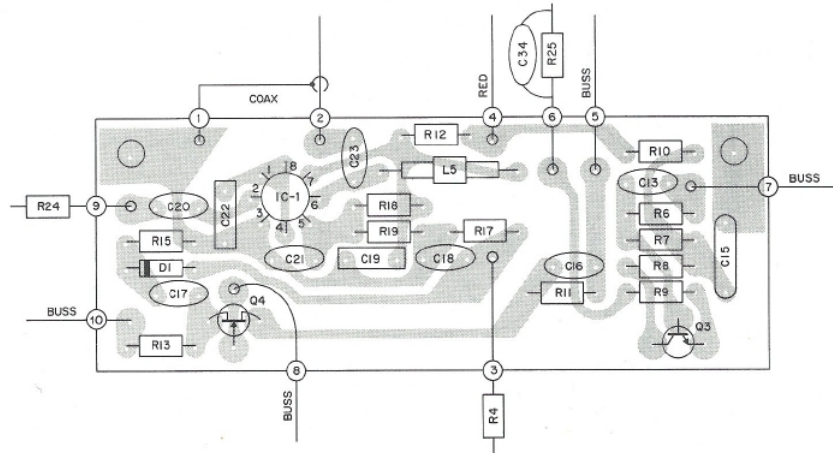 C34
R25
RED
BUSS
COAX
1
2
4
6
5
R12
C23
R10
L5
C13
7
BUSS
1
8
2
7
IC-1
3
6
4
5
R24
9
C20
C22
R18
R6
R15
R19
R17
R7
C15
D1
C21
C19
C18
C16
R8
C17
R11
R9
BUSS
10
Q4
Q3
R13
8
3
BUSS
R4